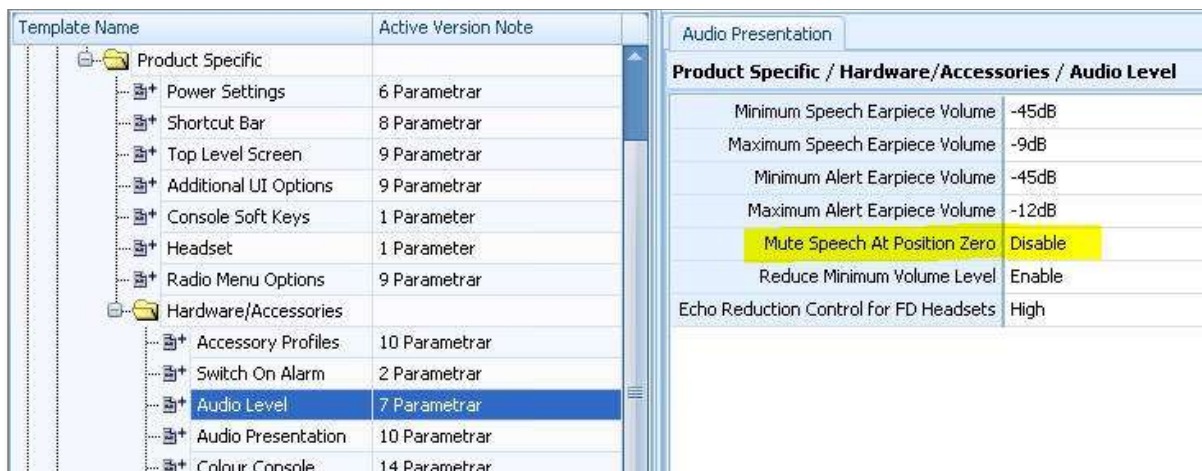 Template Name Active Version Note
Product Specific
Power Settings 6 Parametrar
Shortcut Bar 8 Parametrar
Top Level Screen 9 Parametrar
Additional UI Options 9 Parametrar
Console Soft Keys 1 Parameter
Headset 1 Parameter
Radio Menu Options 9 Parametrar
Hardware/Accessories
Accessory Profiles 10 Parametrar
Switch On Alarm 2 Parametrar
Audio Level 7 Parametrar
Audio Presentation 10 Parametrar
Colour Console 14 Parametrar
Audio Presentation
Product Specific / Hardware/Accessories / Audio Level
Minimum Speech Earpiece Volume -45dB
Maximum Speech Earpiece Volume -9dB
Minimum Alert Earpiece Volume -45dB
Maximum Alert Earpiece Volume -12dB
Mute Speech At Position Zero Disable
Reduce Minimum Volume Level Enable
Echo Reduction Control for FD Headsets High